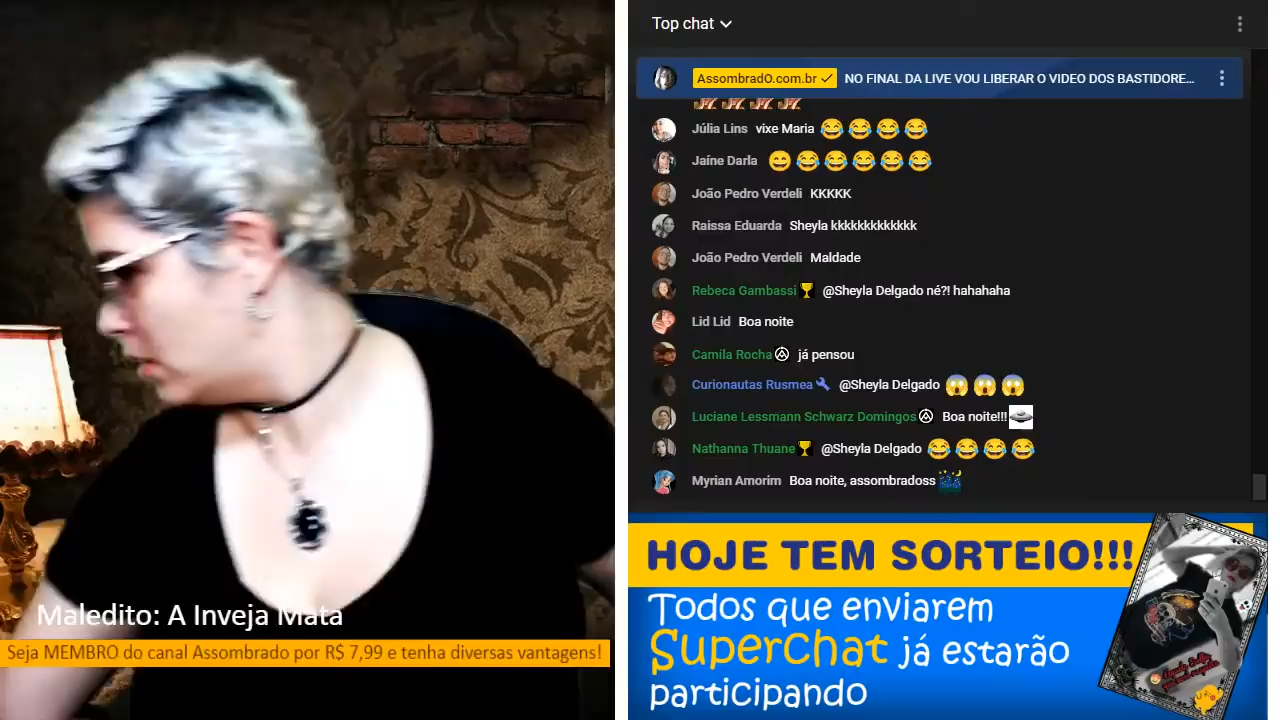 Maledito: A Inveja Mata
Seja MEMBRO do canal Assombrado por R$ 7,99 e tenha diversas vantagens!
Top chat
AssombradO.com.br NO FINAL DA LIVE VOU LIBERAR O VIDEO DOS BASTIDORE...
Júlia Lins vixe Maria 😂😂😂😂
Jaíne Darla 😄😂😂😂😂😂
João Pedro Verdeli KKKKK
Raissa Eduarda Sheyla kkkkkkkkkkkkk
João Pedro Verdeli Maldade
Rebeca Gambassi @Sheyla Delgado né?! hahahaha
Lid Lid Boa noite
Camila Rocha já pensou
Curionautas Rusmea @Sheyla Delgado 😱😱😱
Luciane Lessmann Schwarz Domingos Boa noite!!!
Nathanna Thuane @Sheyla Delgado 😂😂😂😂
Myrian Amorim Boa noite, assombradoss
HOJE TEM SORTEIO!!!
Todos que enviarem
Superchat já estarão
participando